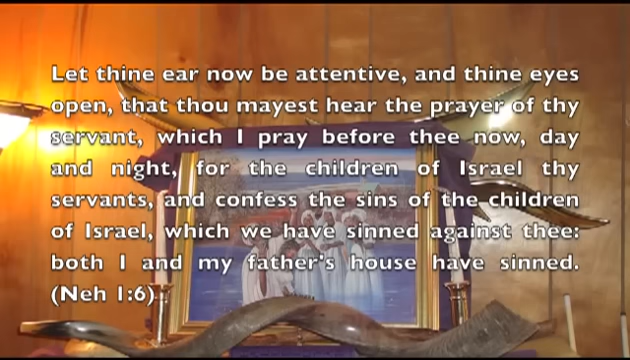 Let thine ear now be attentive, and thine eyes
open, that thou mayest hear the prayer of thy
servant, which I pray before thee now, day
and night, for the children of Israel thy
servants, and confess the sins of the children
of Israel, which we have sinned against thee:
both I and my father's house have sinned.
(Neh 1:6)